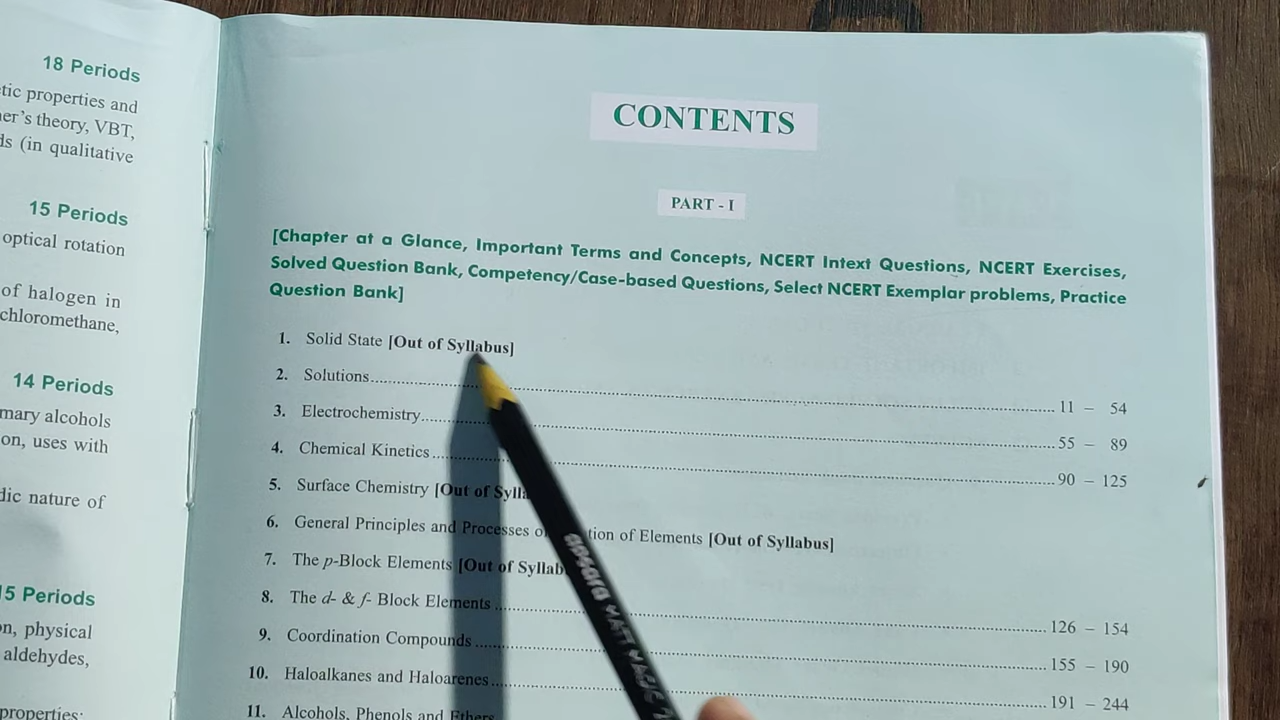 18 Periods
tic properties and
er's theory, VBT,
ds (in qualitative
15 Periods
optical rotation
of halogen in
chloromethane,
14 Periods
mary alcohols
on, uses with
dic nature of
15 Periods
on, physical
aldehydes,
properties:
CONTENTS
PART - I
[Chapter at a Glance, Important Terms and Concepts, NCERT Intext Questions, NCERT Exercises,
Solved Question Bank, Competency/Case-based Questions, Select NCERT Exemplar problems, Practice
Question Bank]
1. Solid State [Out of Syllabus]
2. Solutions 11 – 54
3. Electrochemistry 55 – 89
4. Chemical Kinetics 90 – 125
5. Surface Chemistry [Out of Sylla
6. General Principles and Processes o tion of Elements [Out of Syllabus]
7. The p-Block Elements [Out of Syllab
8. The d- & f- Block Elements 126 – 154
9. Coordination Compounds 155 – 190
10. Haloalkanes and Haloarenes 191 – 244
11. Alcohols, Phenols and Ethers
apsara MATT MAGIC